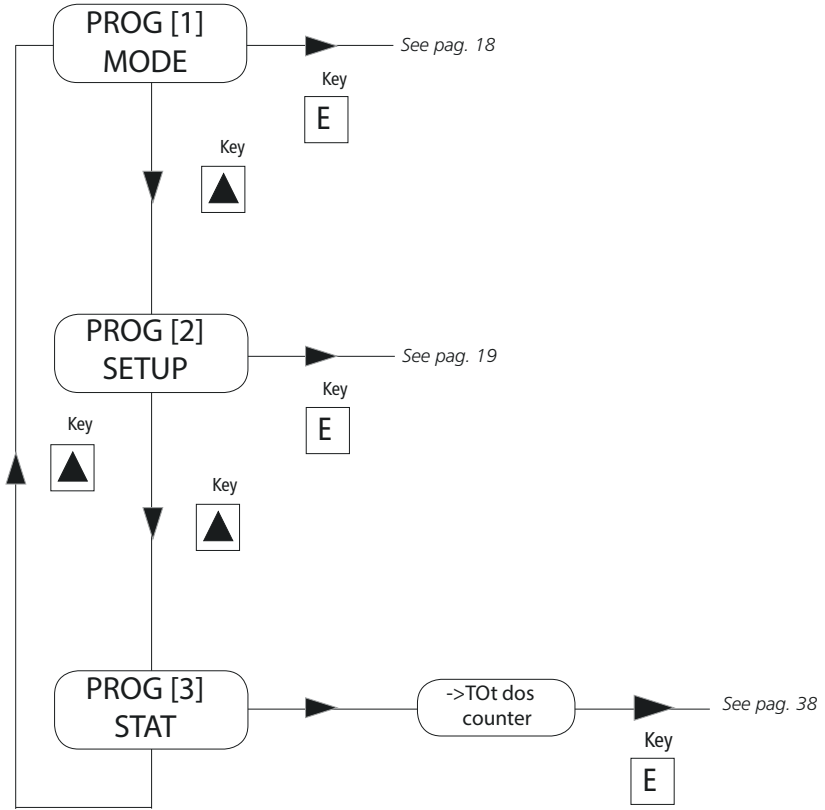 PROG [1]
MODE
See pag. 18
Key
E
Key
PROG [2]
SETUP
See pag. 19
Key
E
Key
Key
PROG [3]
STAT
->TOt dos
counter
See pag. 38
Key
E